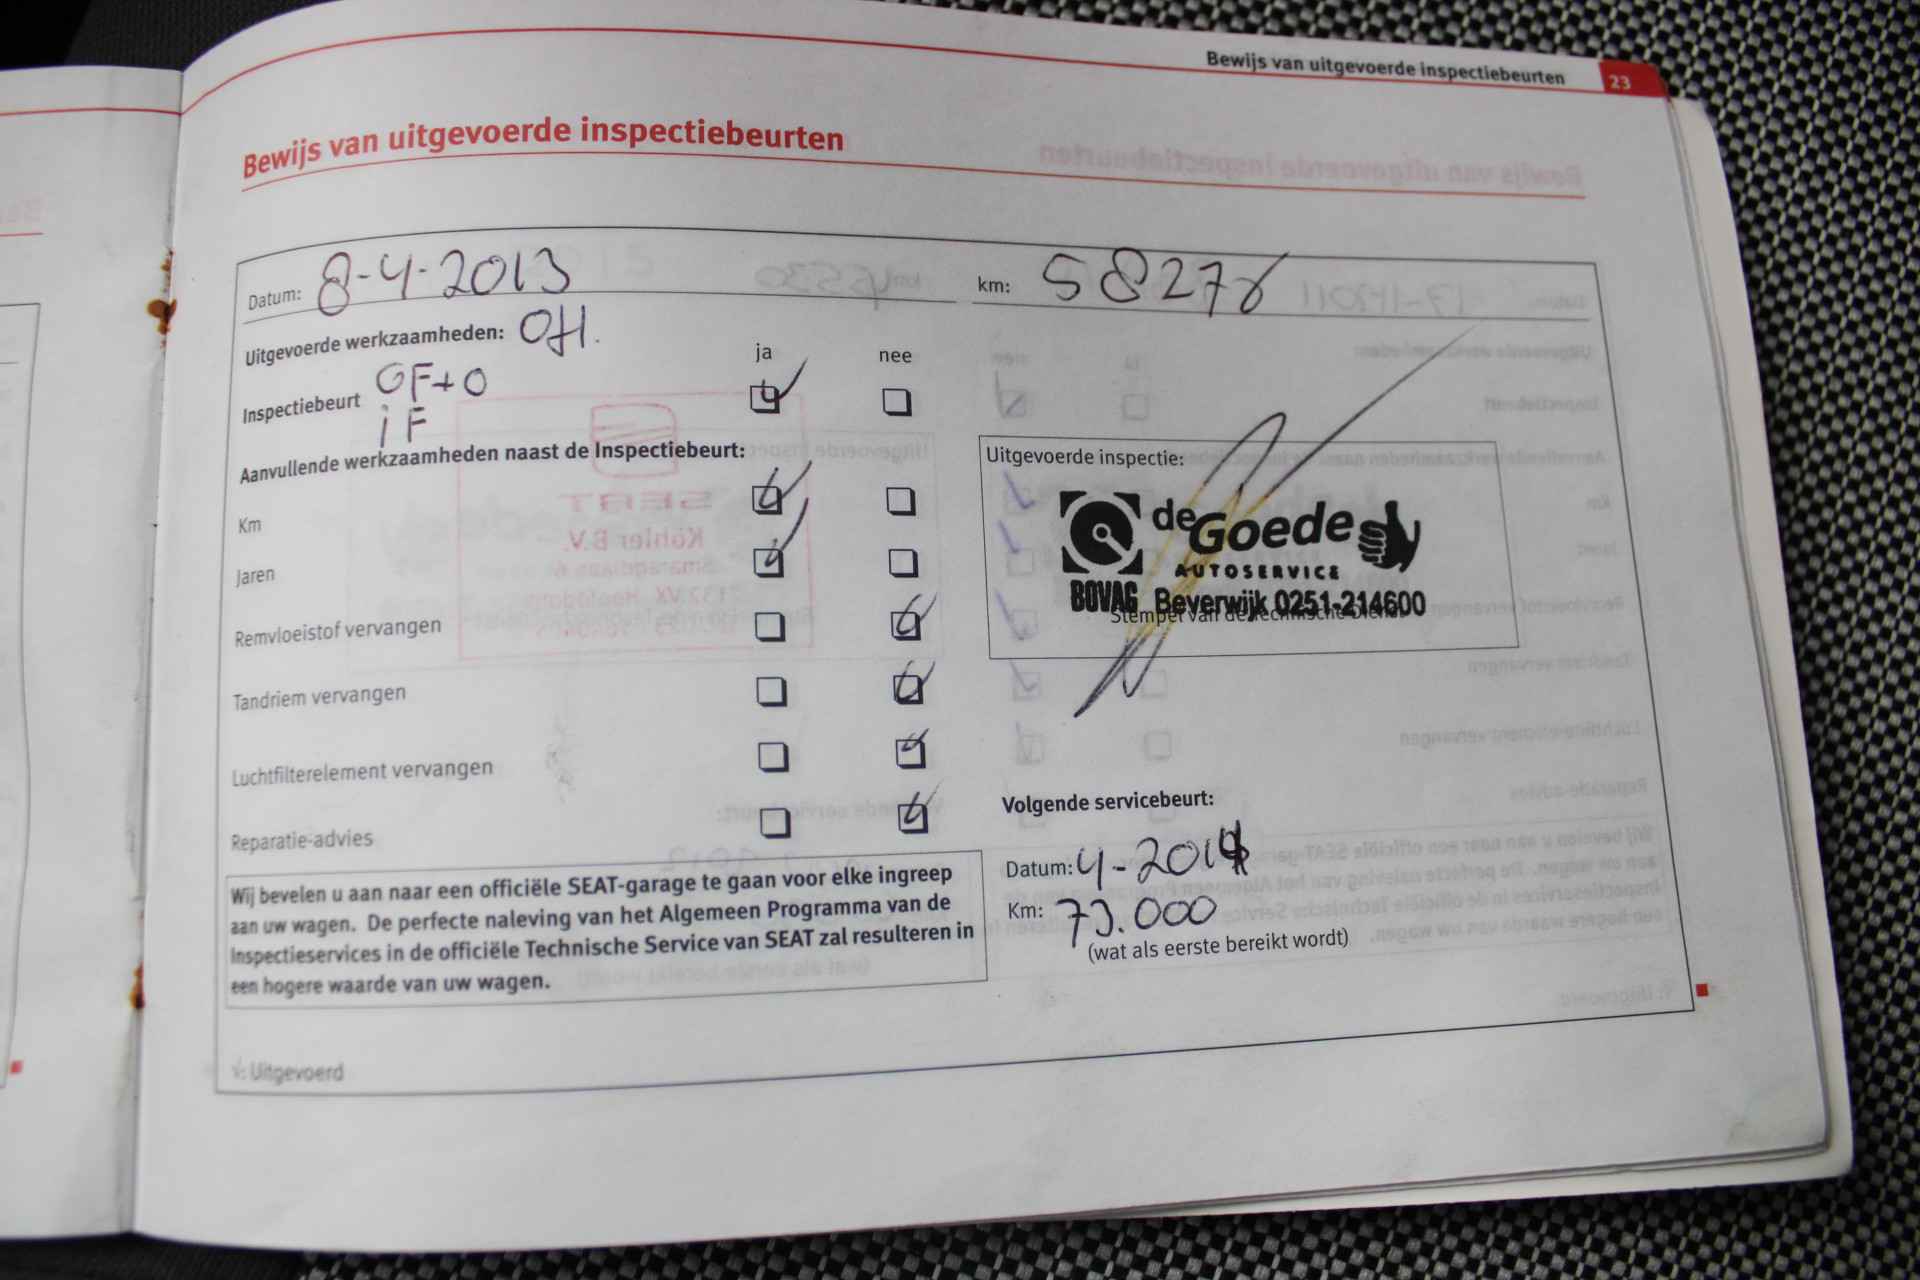 Bewijs van uitgevoerde inspectiebeurten 23
Bewijs van uitgevoerde inspectiebeurten
Datum: 8-4-2013 km: 58278
Uitgevoerde werkzaamheden: OH.
ja nee
Inspectiebeurt GF+O
iF
Aanvullende werkzaamheden naast de Inspectiebeurt:
Km
Jaren
Remvloeistof vervangen
Tandriem vervangen
Luchtfilterelement vervangen
Reparatie-advies
Wij bevelen u aan naar een officiële SEAT-garage te gaan voor elke ingreep
aan uw wagen. De perfecte naleving van het Algemeen Programma van de
Inspectieservices in de officiële Technische Service van SEAT zal resulteren in
een hogere waarde van uw wagen.
√: Uitgevoerd
Uitgevoerde inspectie:
de Goede
AUTOSERVICE
BOVAG Beverwijk 0251-214600
Stempel van de Technische Dienst
Volgende servicebeurt:
Datum: 4-2014
Km: 73.000
(wat als eerste bereikt wordt)